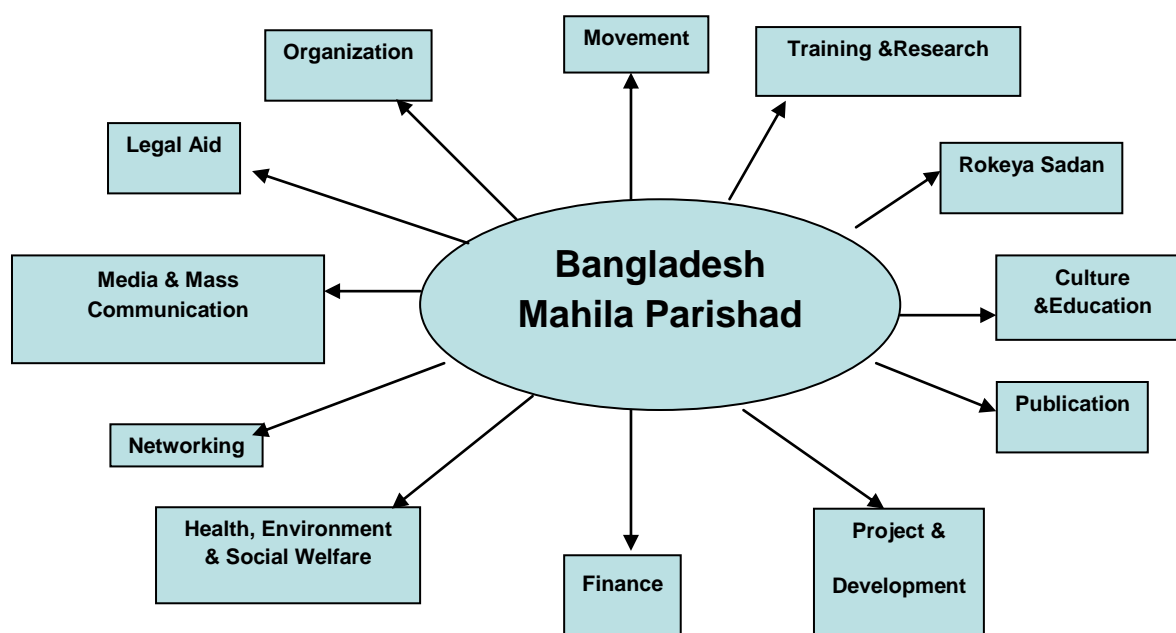 Movement
Training &Research
Organization
Legal Aid
Rokeya Sadan
Bangladesh
Mahila Parishad
Media & Mass
Communication
Culture
&Education
Publication
Networking
Health, Environment
& Social Welfare
Finance
Project &
Development